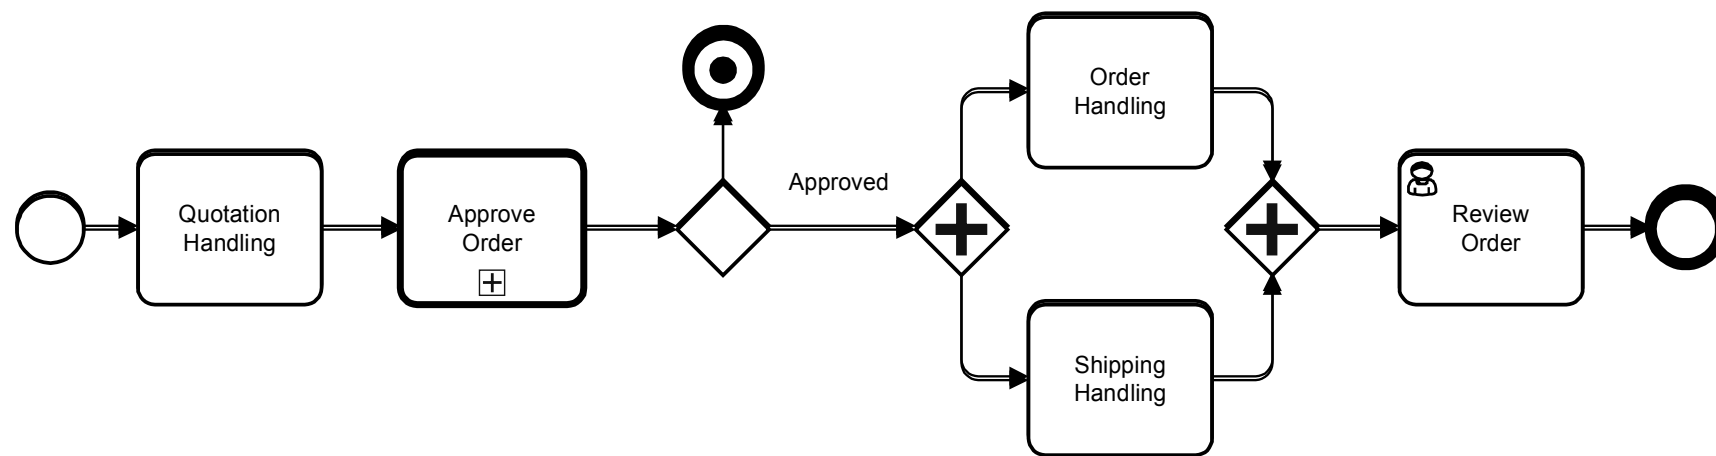 Quotation
Handling
Approve
Order
Approved
Order
Handling
Shipping
Handling
Review
Order